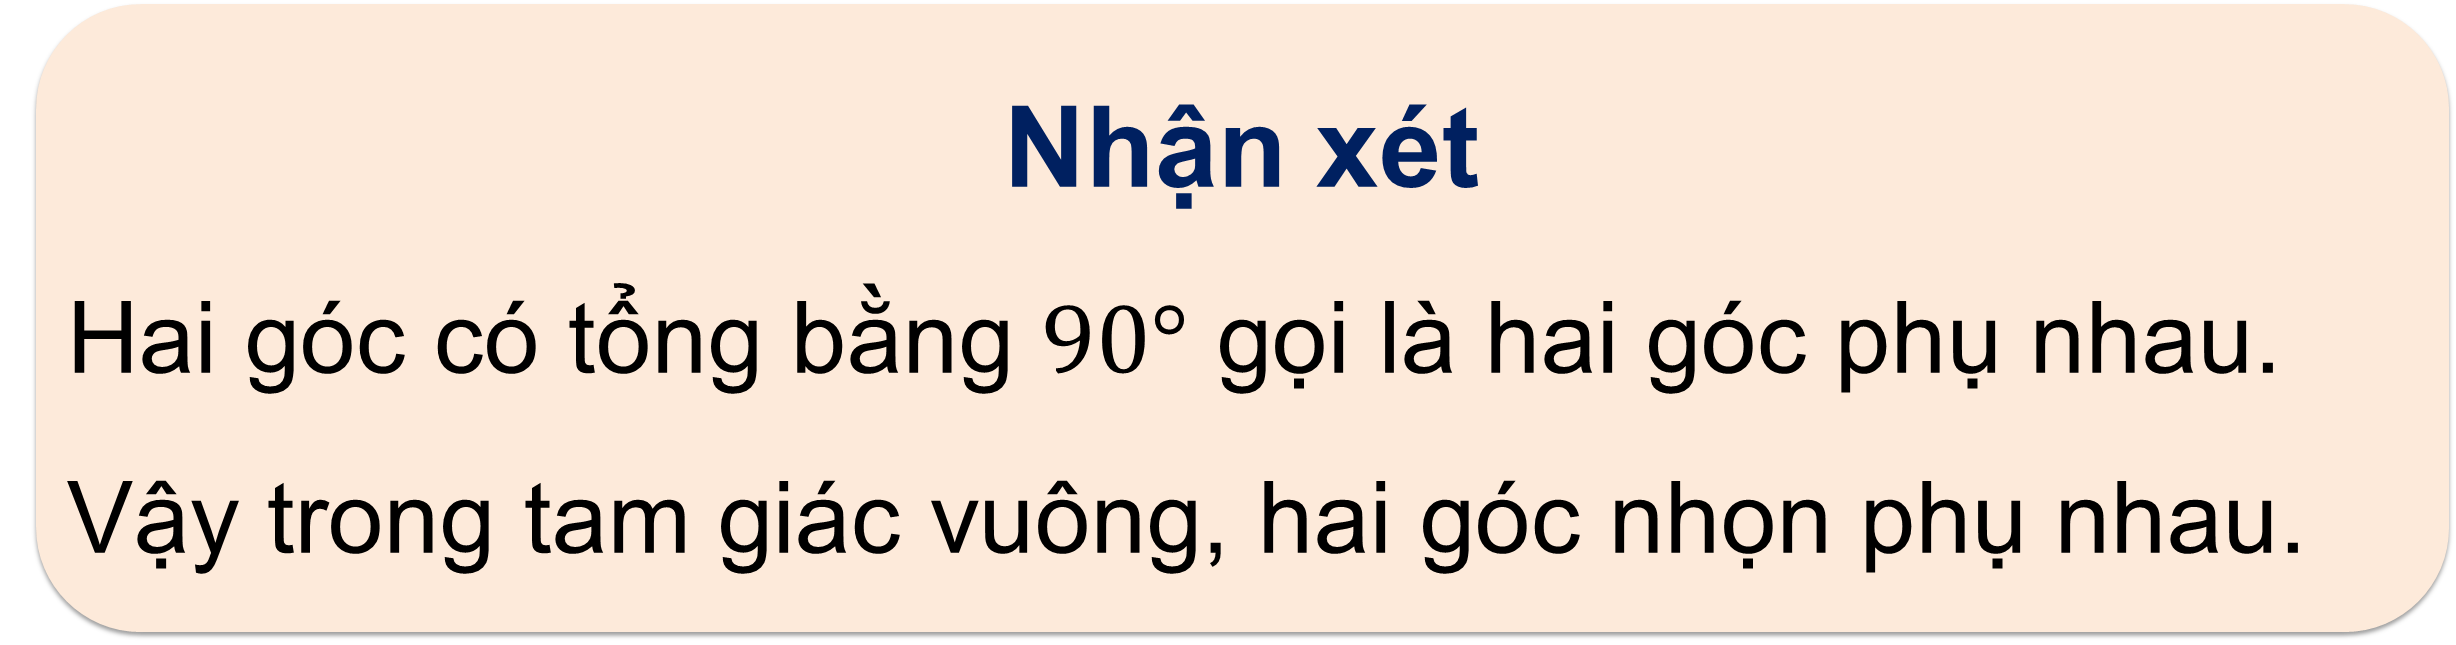 Nhận xét
Hai góc có tổng bằng 90° gọi là hai góc phụ nhau.
Vậy trong tam giác vuông, hai góc nhọn phụ nhau.